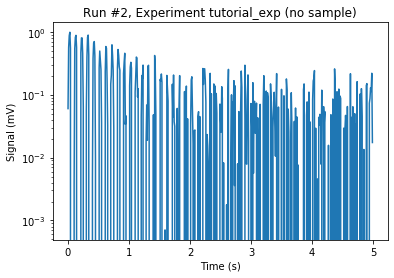 Run #2, Experiment tutorial_exp (no sample)
10⁰
10⁻¹
10⁻²
10⁻³
Signal (mV)
0 1 2 3 4 5
Time (s)